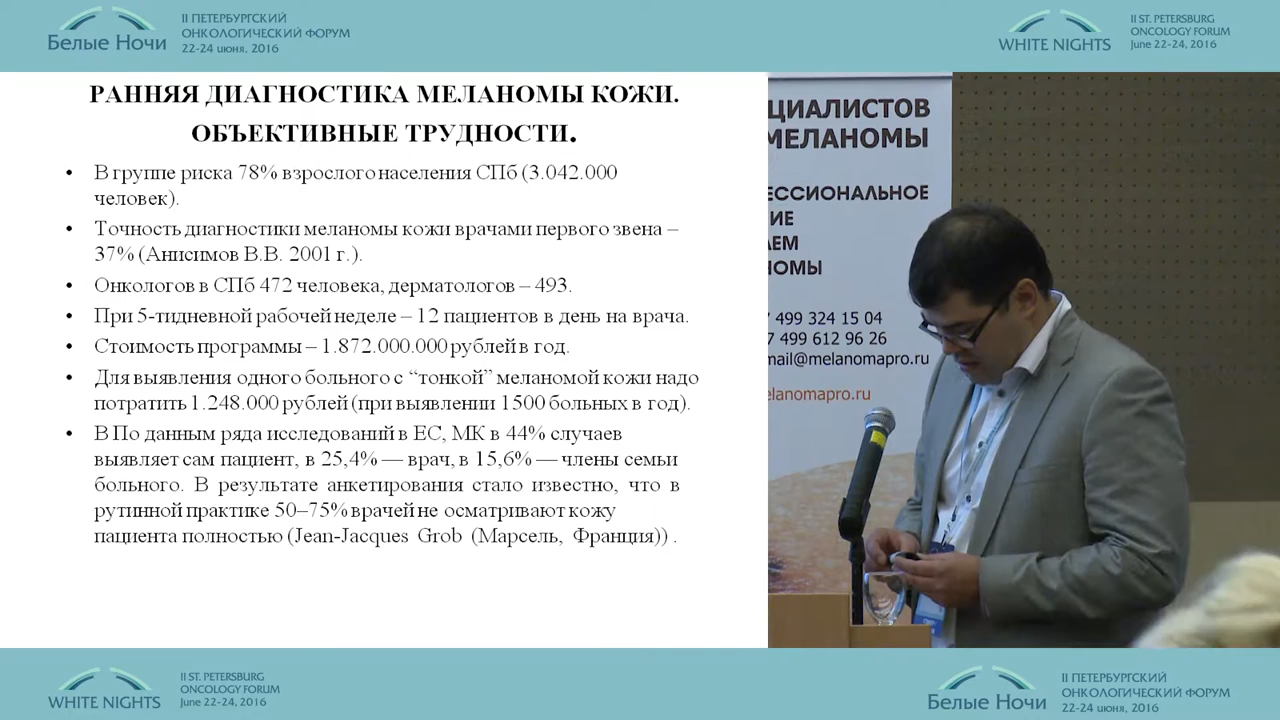 Белые Ночи
II ПЕТЕРБУРГСКИЙ
ОНКОЛОГИЧЕСКИЙ ФОРУМ
22-24 июня, 2016
WHITE NIGHTS
II ST. PETERSBURG
ONCOLOGY FORUM
June 22-24, 2016
РАННЯЯ ДИАГНОСТИКА МЕЛАНОМЫ КОЖИ.
ОБЪЕКТИВНЫЕ ТРУДНОСТИ.
• В группе риска 78% взрослого населения СПб (3.042.000
человек).
• Точность диагностики меланомы кожи врачами первого звена –
37% (Анисимов В.В. 2001 г.).
• Онкологов в СПб 472 человека, дерматологов – 493.
• При 5-тидневной рабочей неделе – 12 пациентов в день на врача.
• Стоимость программы – 1.872.000.000 рублей в год.
• Для выявления одного больного с “тонкой” меланомой кожи надо
потратить 1.248.000 рублей (при выявлении 1500 больных в год).
• В По данным ряда исследований в ЕС, МК в 44% случаев
выявляет сам пациент, в 25,4% — врач, в 15,6% — члены семьи
больного. В результате анкетирования стало известно, что в
рутинной практике 50–75% врачей не осматривают кожу
пациента полностью (Jean-Jacques Grob (Марсель, Франция)) .
ЦИАЛИСТОВ
МЕЛАНОМЫ
ЕССИОНАЛЬНОЕ
ИЕ
АЕМ
НОМЫ
7 499 324 15 04
7 499 612 96 26
mail@melanomapro.ru
elanomapro.ru
WHITE NIGHTS
II ST. PETERSBURG
ONCOLOGY FORUM
June 22-24, 2016
Белые Ночи
II ПЕТЕРБУРГСКИЙ
ОНКОЛОГИЧЕСКИЙ ФОРУМ
22-24 июня, 2016